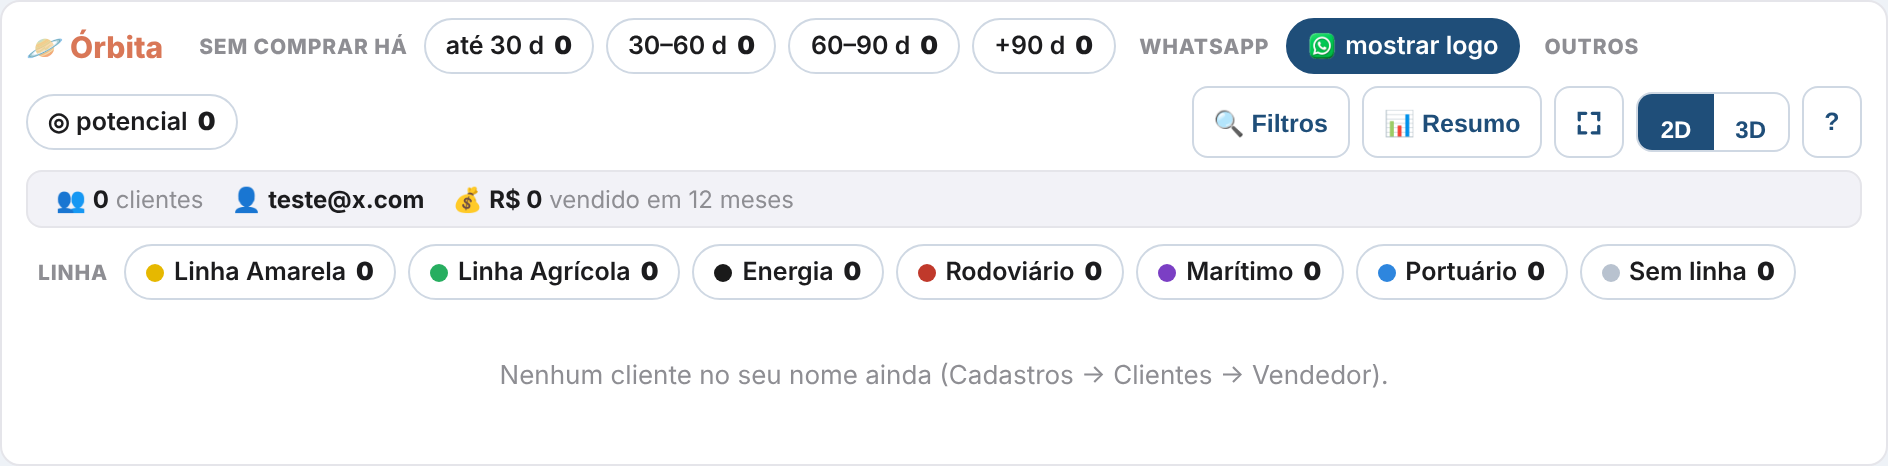 Órbita SEM COMPRAR HÁ até 30 d 0 30–60 d 0 60–90 d 0 +90 d 0 WHATSAPP mostrar logo OUTROS
◎ potencial 0 Filtros Resumo 2D 3D ?
0 clientes teste@x.com R$ 0 vendido em 12 meses
LINHA Linha Amarela 0 Linha Agrícola 0 Energia 0 Rodoviário 0 Marítimo 0 Portuário 0 Sem linha 0
Nenhum cliente no seu nome ainda (Cadastros → Clientes → Vendedor).